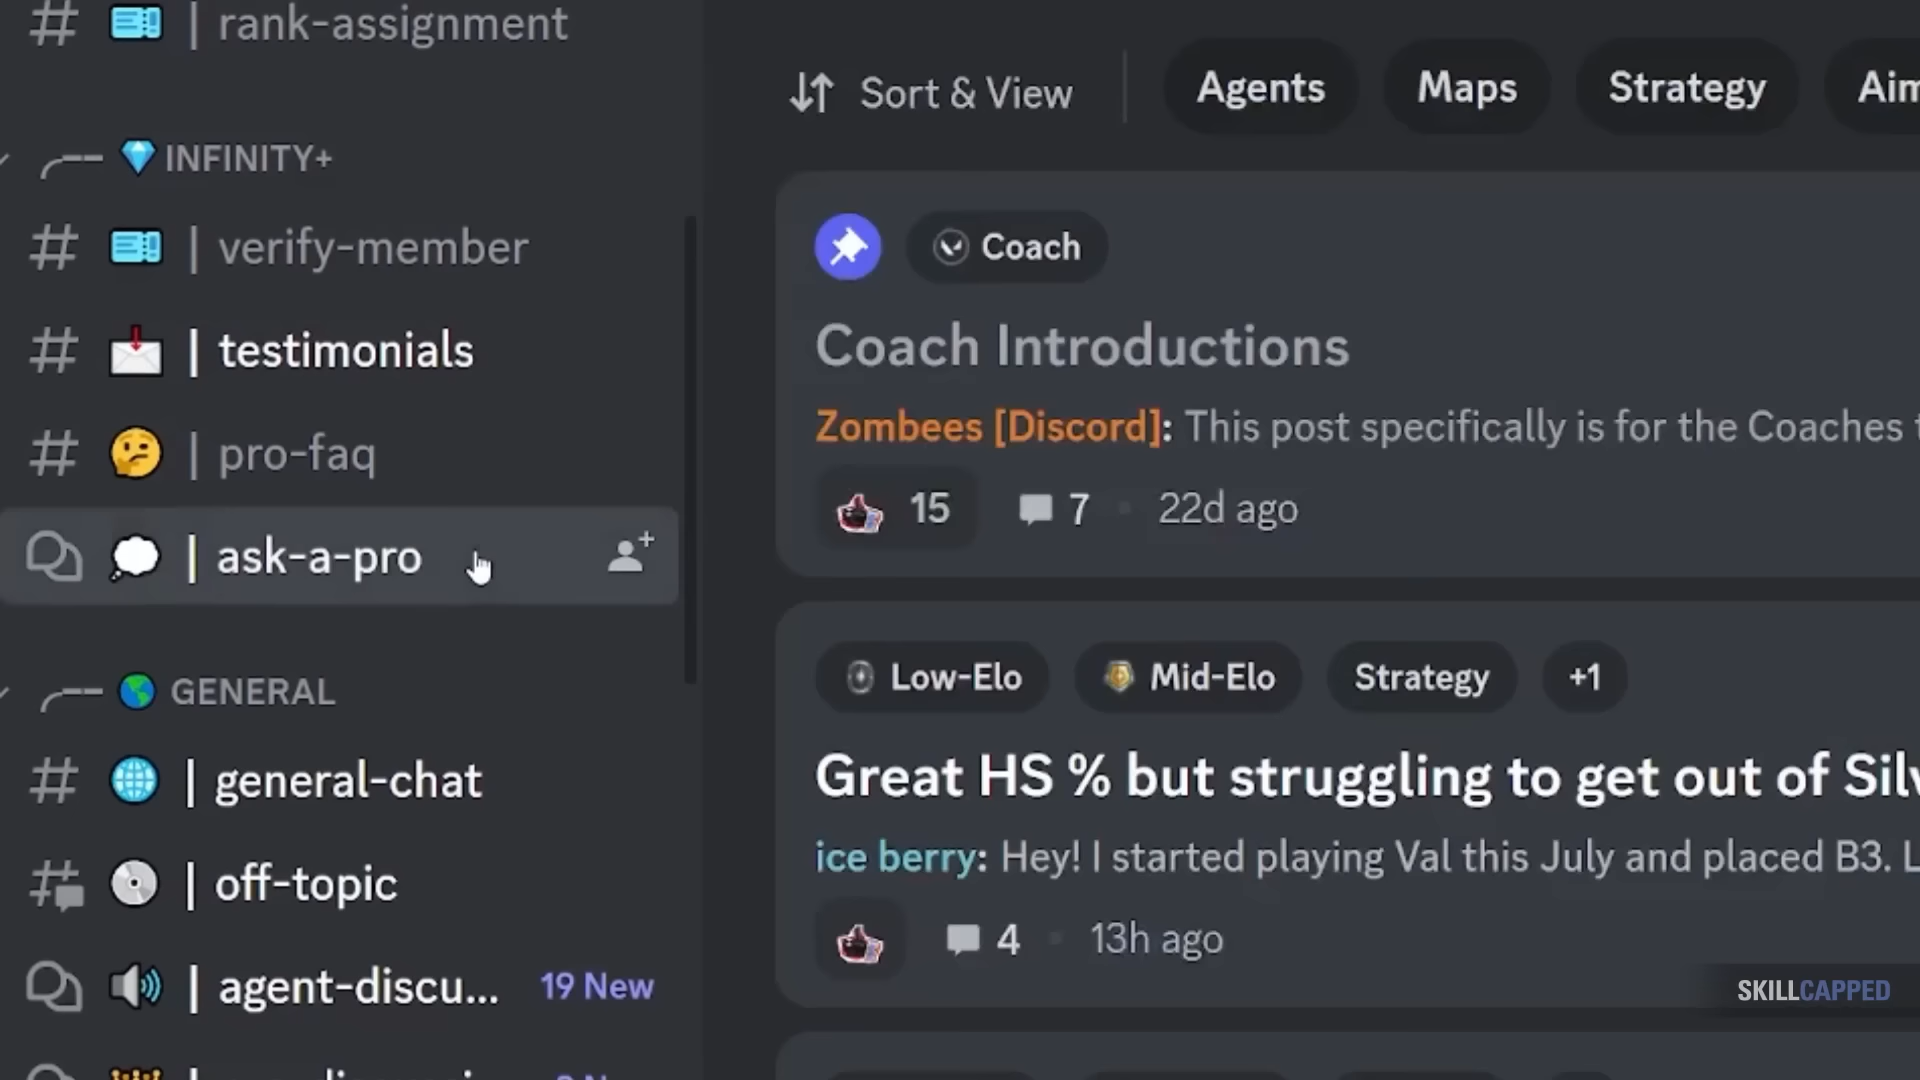 | rank-assignment
INFINITY+
| verify-member
| testimonials
| pro-faq
| ask-a-pro
GENERAL
| general-chat
| off-topic
| agent-discu... 19 New
Sort & View
Agents Maps Strategy Aim
Coach
Coach Introductions
Zombees [Discord]: This post specifically is for the Coaches t
15 7 22d ago
Low-Elo Mid-Elo Strategy +1
Great HS % but struggling to get out of Silv
ice berry: Hey! I started playing Val this July and placed B3. L
4 13h ago
SKILLCAPPED